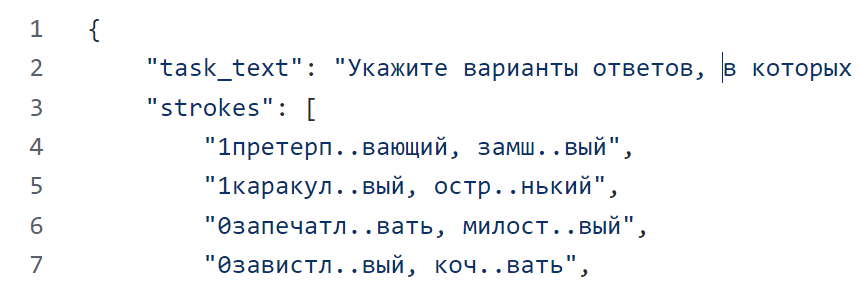 1 {
2 "task_text": "Укажите варианты ответов, в которых
3 "strokes": [
4 "1претерп..вающий, замш..вый",
5 "1каракул..вый, остр..нький",
6 "0запечатл..вать, милост..вый",
7 "0завистл..вый, коч..вать",